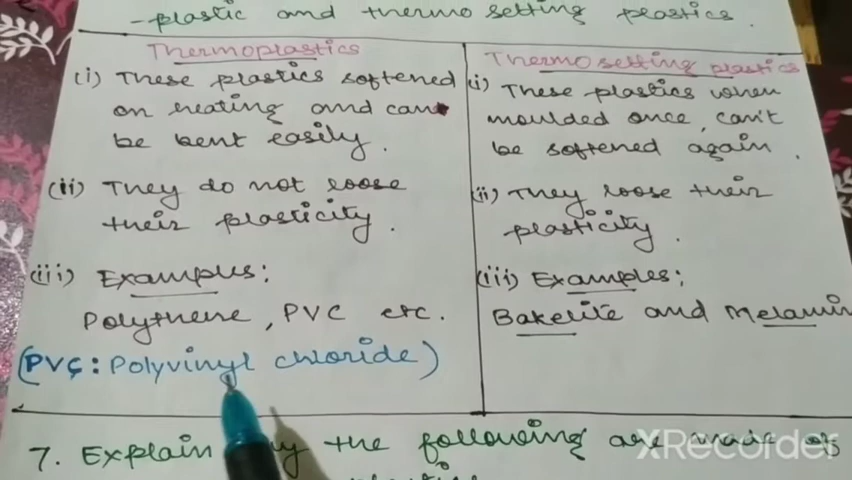 -plastic and thermo setting plastics.
Thermoplastics
(i) These plastics softened
on heating and can
be bent easily.
(ii) They do not loose
their plasticity.
(iii) Examples:
Polythene, PVC etc.
(PVC: Polyvinyl chloride)
Thermosetting plastics
(i) These plastics when
moulded once, can't
be softened again.
(ii) They loose their
plasticity.
(iii) Examples;
Bakelite and Melamin
7. Explain the following are made of
XRecorder